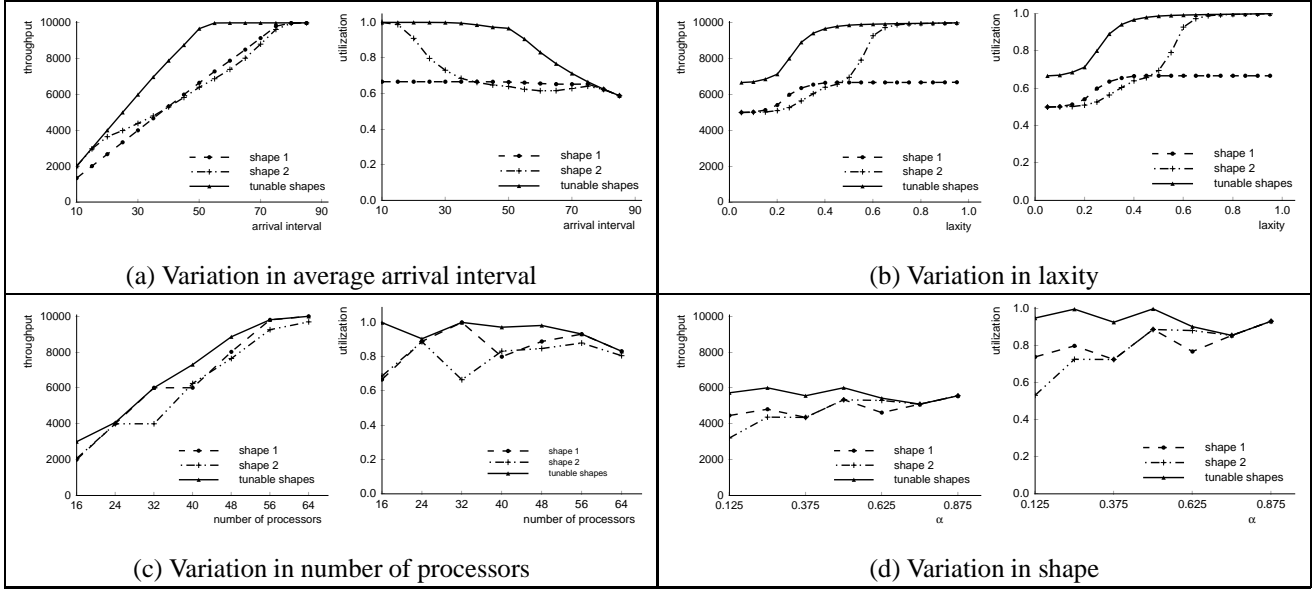 throughput
10000
8000
6000
4000
2000
0
10 30 50 70 90
arrival interval
shape 1
shape 2
tunable shapes
utilization
1.0
0.8
0.6
0.4
0.2
0.0
10 30 50 70 90
arrival interval
shape 1
shape 2
tunable shapes
(a) Variation in average arrival interval
throughput
10000
8000
6000
4000
2000
0
0.0 0.2 0.4 0.6 0.8 1.0
laxity
shape 1
shape 2
tunable shapes
utilization
1.0
0.8
0.6
0.4
0.2
0.0
0.0 0.2 0.4 0.6 0.8 1.0
laxity
shape 1
shape 2
tunable shapes
(b) Variation in laxity
throughput
10000
8000
6000
4000
2000
0
16 24 32 40 48 56 64
number of processors
shape 1
shape 2
tunable shapes
utilization
1.0
0.8
0.6
0.4
0.2
0.0
16 24 32 40 48 56 64
number of processors
shape 1
shape 2
tunable shapes
(c) Variation in number of processors
throughput
10000
8000
6000
4000
2000
0
0.125 0.375 0.625 0.875
α
shape 1
shape 2
tunable shapes
utilization
1.0
0.8
0.6
0.4
0.2
0.0
0.125 0.375 0.625 0.875
α
shape 1
shape 2
tunable shapes
(d) Variation in shape